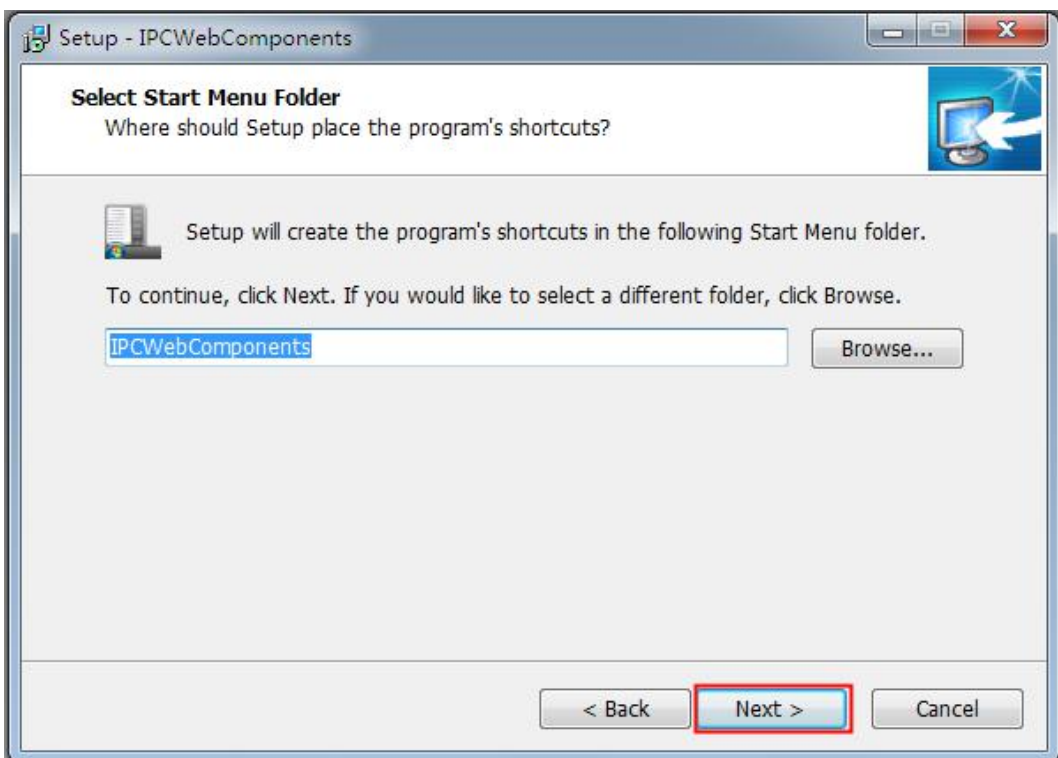 Setup - IPCWebComponents
Select Start Menu Folder
Where should Setup place the program's shortcuts?
Setup will create the program's shortcuts in the following Start Menu folder.
To continue, click Next. If you would like to select a different folder, click Browse.
IPCWebComponents
Browse...
< Back
Next >
Cancel